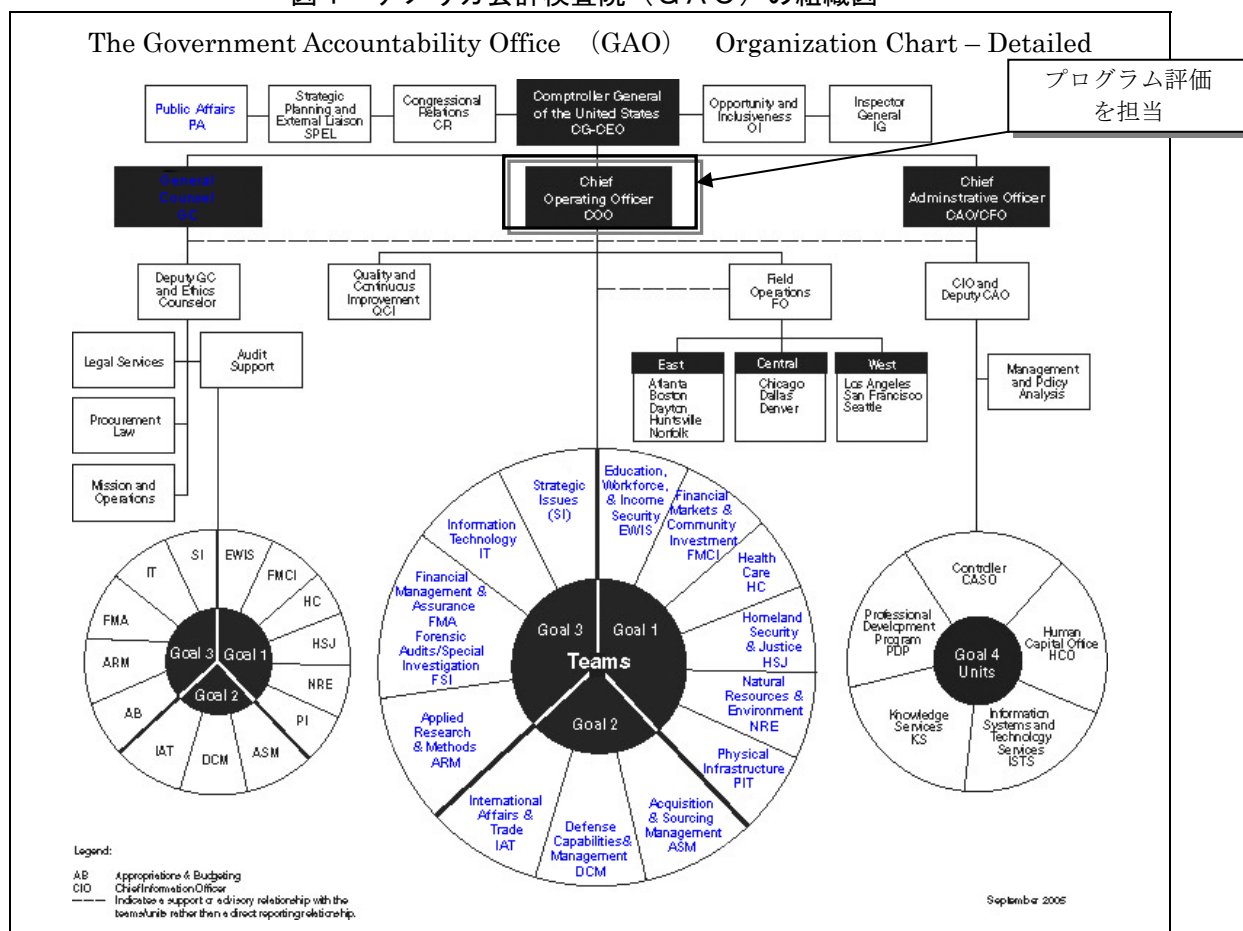 会計検査院（ＧＡＯ）の組織図
The Government Accountability Office （GAO） Organization Chart – Detailed
プログラム評価
を担当
Public Affairs
PA
Strategic
Planning and
External Liaison
SPEL
Congressional
Relations
CR
Comptroller General
of the United States
CG-CEO
Opportunity and
Inclusiveness
OI
Inspector
General
IG
General
Counsel
GC
Chief
Operating Officer
COO
Chief
Adminstrative Officer
CAO/CFO
Deputy GC
and Ethics
Counselor
Quality and
Continuous
Improvement
QCI
Field
Operations
FO
CIO and
Deputy CAO
Legal Services
Audit
Support
Procurement
Law
Mission and
Operations
East
Atlanta
Boston
Dayton
Huntsville
Norfolk
Central
Chicago
Dallas
Denver
West
Los Angeles
San Francisco
Seattle
Management
and Policy
Analysis
SI
EWIS
FMCI
HC
HSJ
NRE
PI
ASM
DCM
IAT
AB
ARM
FMA
IT
Goal 3
Goal 1
Goal 2
Strategic
Issues
(SI)
Education,
Workforce,
& Income
Security
EWIS
Financial
Markets &
Community
Investment
FMCI
Health
Care
HC
Homeland
Security
& Justice
HSJ
Natural
Resources &
Environment
NRE
Physical
Infrastructure
PIT
Acquisition
& Sourcing
Management
ASM
Defense
Capabilities&
Management
DCM
International
Affairs &
Trade
IAT
Applied
Research
& Methods
ARM
Financial
Management &
Assurance
FMA
Forensic
Audits/Special
Investigation
FSI
Information
Technology
IT
Goal 3
Goal 1
Teams
Goal 2
Controller
CASO
Human
Capital Office
HCO
Information
Systems and
Technology
Services
ISTS
Knowledge
Services
KS
Professional
Development
Program
PDP
Goal 4
Units
Legend:
AB Appropriations & Budgeting
CIO Chief Information Officer
Indicates a support or advisory relationship with the
teams/units rather than a direct reporting relationship.
September 2005